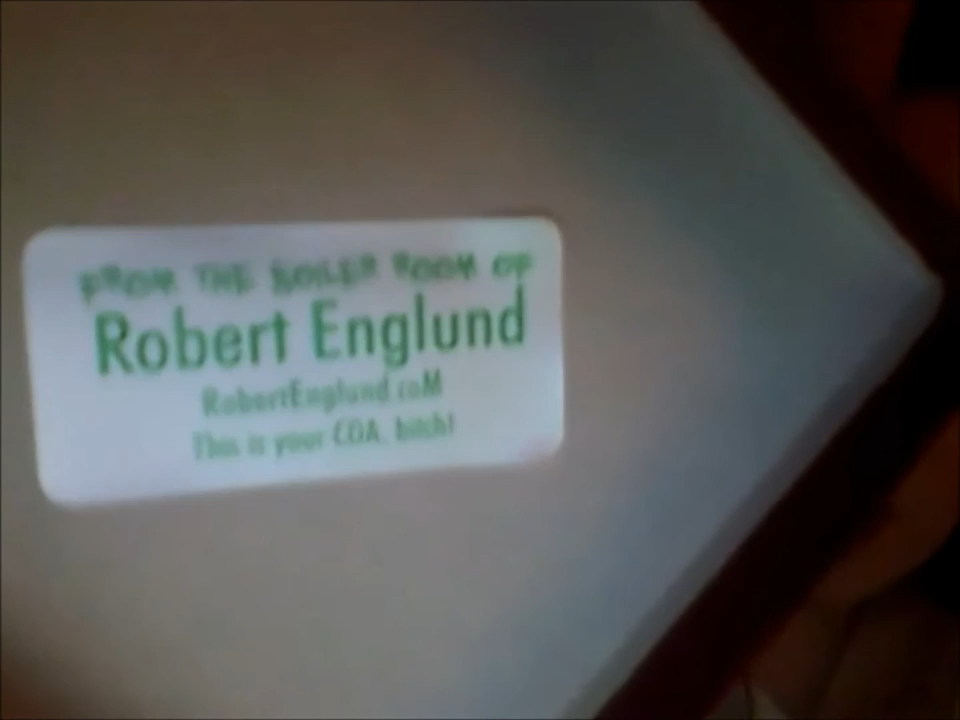 FROM THE BOILER ROOM OF
Robert Englund
RobertEnglund.coM
This is your COA, bitch!